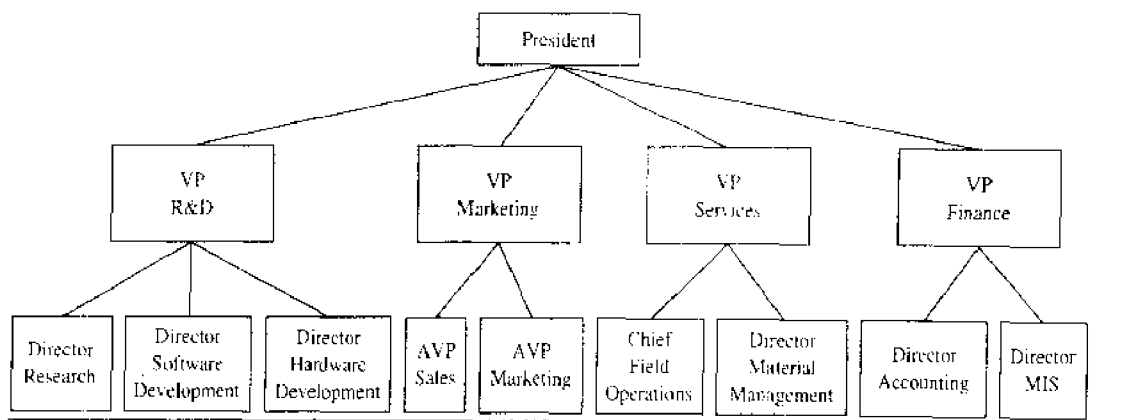 President
VP
R&D
VP
Marketing
VP
Services
VP
Finance
Director
Research
Director
Software
Development
Director
Hardware
Development
AVP
Sales
AVP
Marketing
Chief
Field
Operations
Director
Material
Management
Director
Accounting
Director
MIS